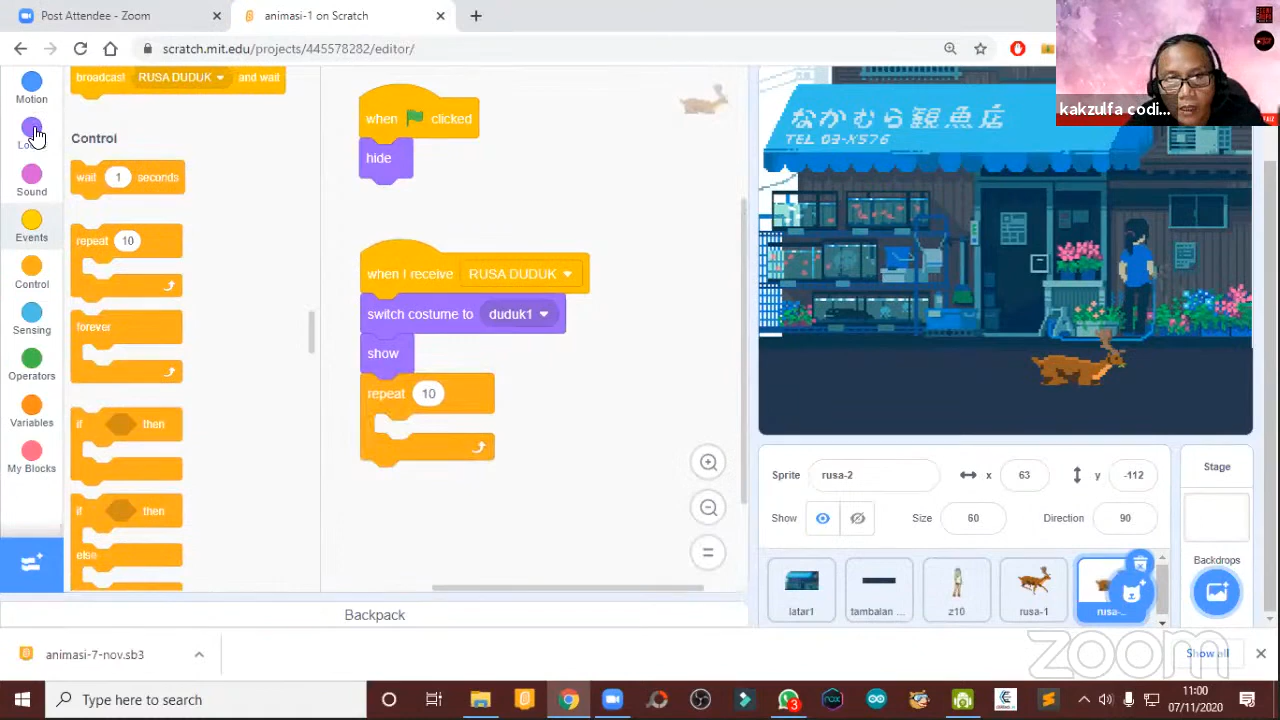 Post Attendee - Zoom
animasi-1 on Scratch
scratch.mit.edu/projects/445578282/editor/
kakzulfa codi...
Motion
Sound
Events
Control
Sensing
Operators
Variables
My Blocks
broadcast RUSA DUDUK and wait
Control
wait 1 seconds
repeat 10
forever
if then
if then
else
when clicked
hide
when I receive RUSA DUDUK
switch costume to duduk1
show
repeat 10
なかむら観魚店
TEL 03-X576
Sprite rusa-2 x 63 y -112
Show Size 60 Direction 90
Stage
Backdrops
latar1
tambalan ...
z10
rusa-1
Backpack
animasi-7-nov.sb3
Show all
zoom
Type here to search
3
11:00
07/11/2020